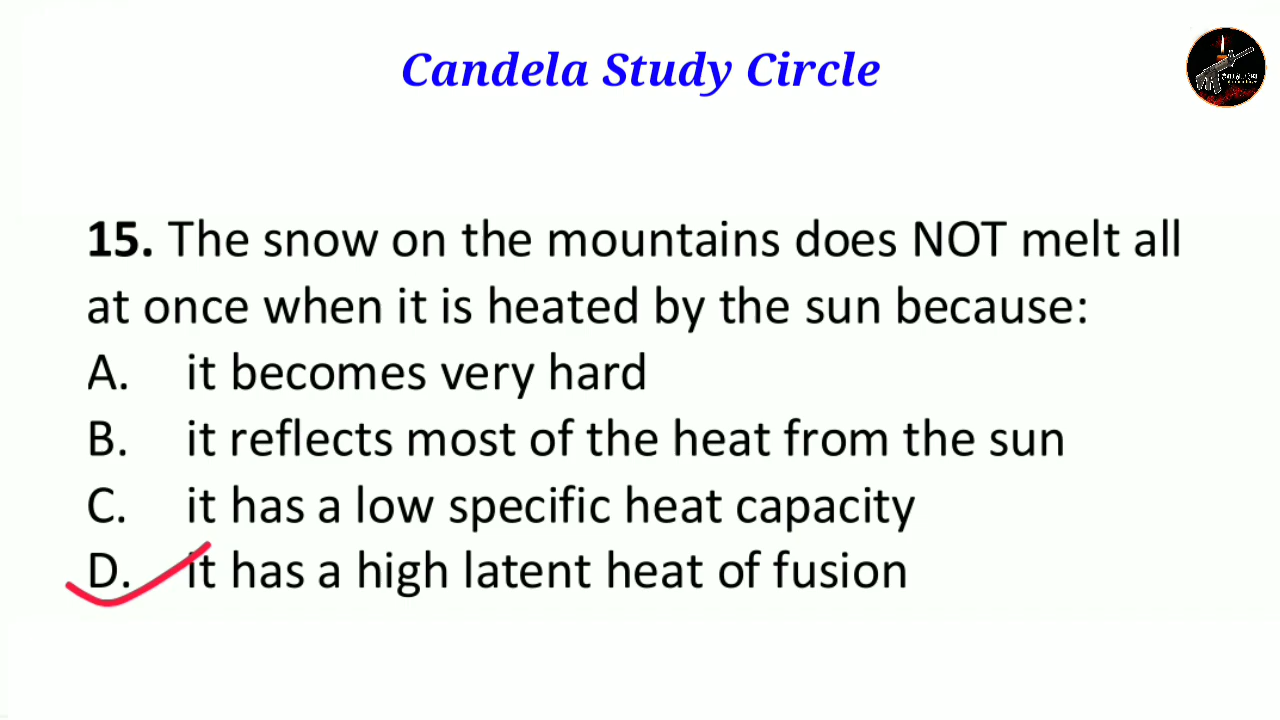 Candela Study Circle
15. The snow on the mountains does NOT melt all
at once when it is heated by the sun because:
A. it becomes very hard
B. it reflects most of the heat from the sun
C. it has a low specific heat capacity
D. it has a high latent heat of fusion